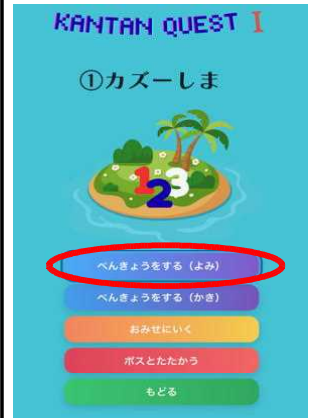 KANTAN QUEST I
①カズーしま
123
べんきょうをする（よみ）
べんきょうをする（かき）
おみせにいく
ボスとたたかう
もどる